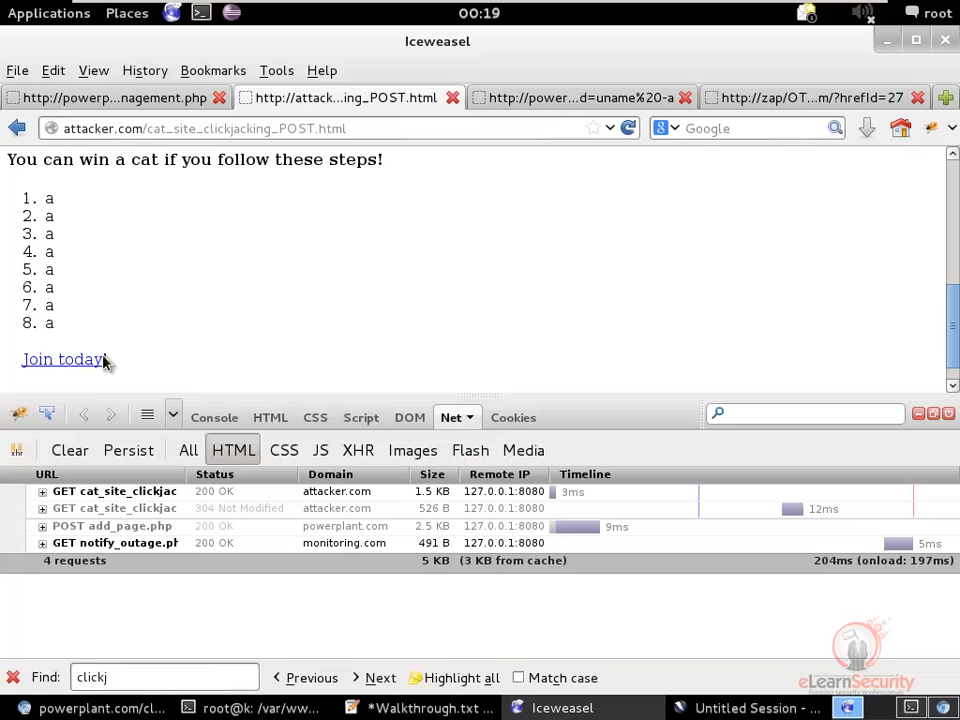 Applications Places 00:19 root
Iceweasel
File Edit View History Bookmarks Tools Help
http://powerp...nagement.php http://attack...ing_POST.html http://power...d=uname%20-a http://zap/OT...m/?hrefId=27
attacker.com/cat_site_clickjacking_POST.html Google
You can win a cat if you follow these steps!
1. a
2. a
3. a
4. a
5. a
6. a
7. a
8. a
Join today!
Console HTML CSS Script DOM Net Cookies
Clear Persist All HTML CSS JS XHR Images Flash Media
URL Status Domain Size Remote IP Timeline
GET cat_site_clickjac 200 OK attacker.com 1.5 KB 127.0.0.1:8080 3ms
GET cat_site_clickjac 304 Not Modified attacker.com 526 B 127.0.0.1:8080 12ms
POST add_page.php 200 OK powerplant.com 2.5 KB 127.0.0.1:8080 9ms
GET notify_outage.ph 200 OK monitoring.com 491 B 127.0.0.1:8080 5ms
4 requests 5 KB (3 KB from cache) 204ms (onload: 197ms)
eLearnSecurity
Forging security professionals
Find: clickj Previous Next Highlight all Match case
powerplant.com/cl... root@k: /var/ww... *Walkthrough.txt ... Iceweasel Untitled Session - ...